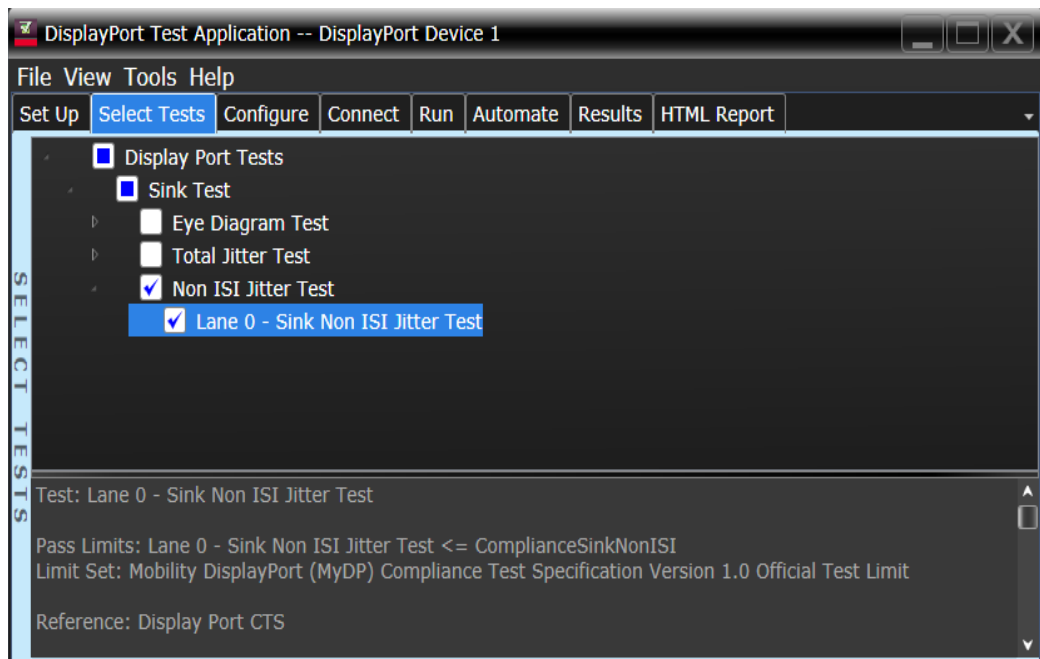 DisplayPort Test Application -- DisplayPort Device 1
File View Tools Help
Set Up Select Tests Configure Connect Run Automate Results HTML Report
Display Port Tests
Sink Test
Eye Diagram Test
Total Jitter Test
Non ISI Jitter Test
Lane 0 - Sink Non ISI Jitter Test
SELECT TESTS
Test: Lane 0 - Sink Non ISI Jitter Test
Pass Limits: Lane 0 - Sink Non ISI Jitter Test <= ComplianceSinkNonISI
Limit Set: Mobility DisplayPort (MyDP) Compliance Test Specification Version 1.0 Official Test Limit
Reference: Display Port CTS